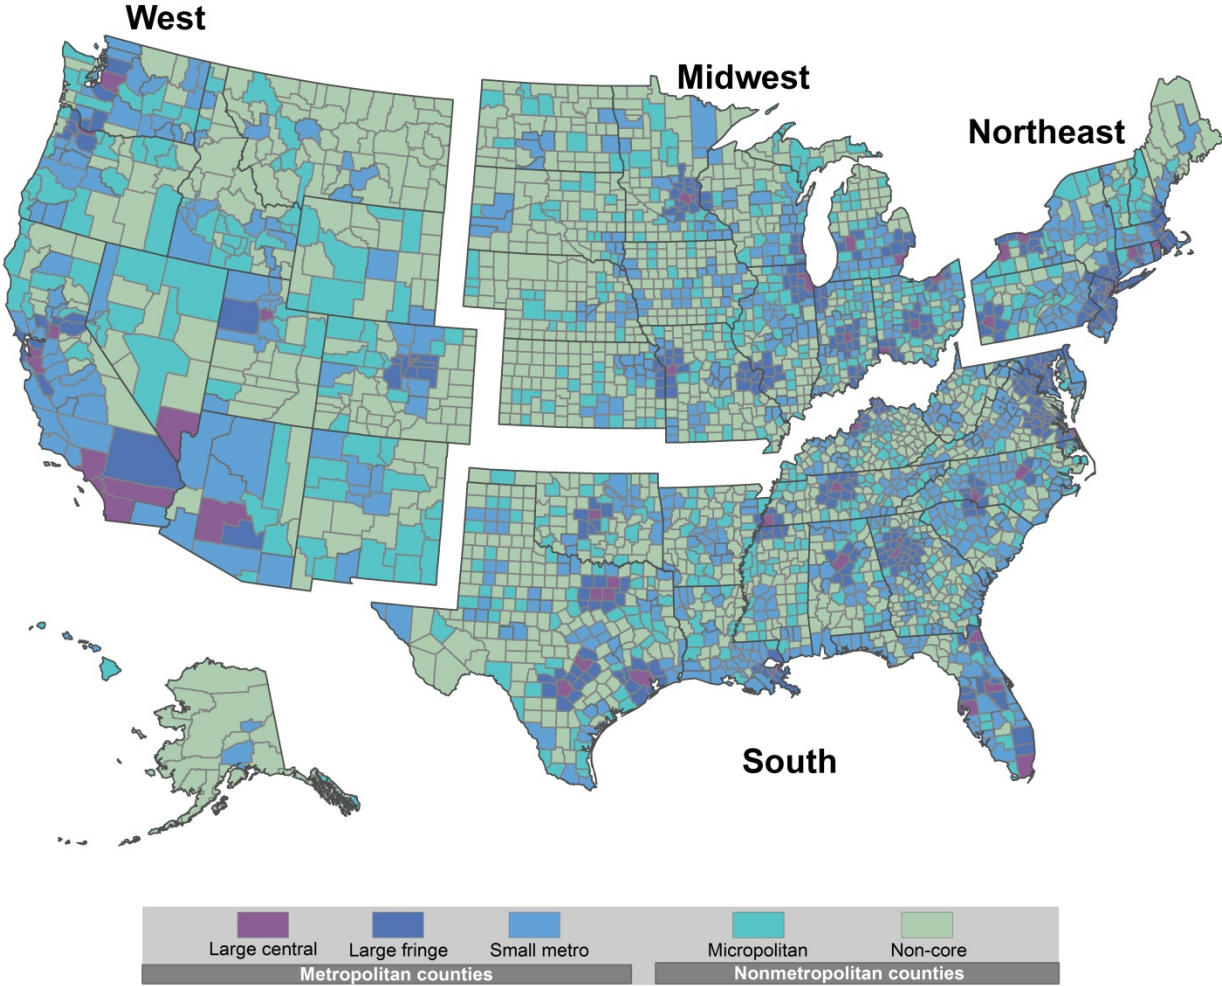 West
Midwest
Northeast
South
Large central
Large fringe
Small metro
Micropolitan
Non-core
Metropolitan counties
Nonmetropolitan counties